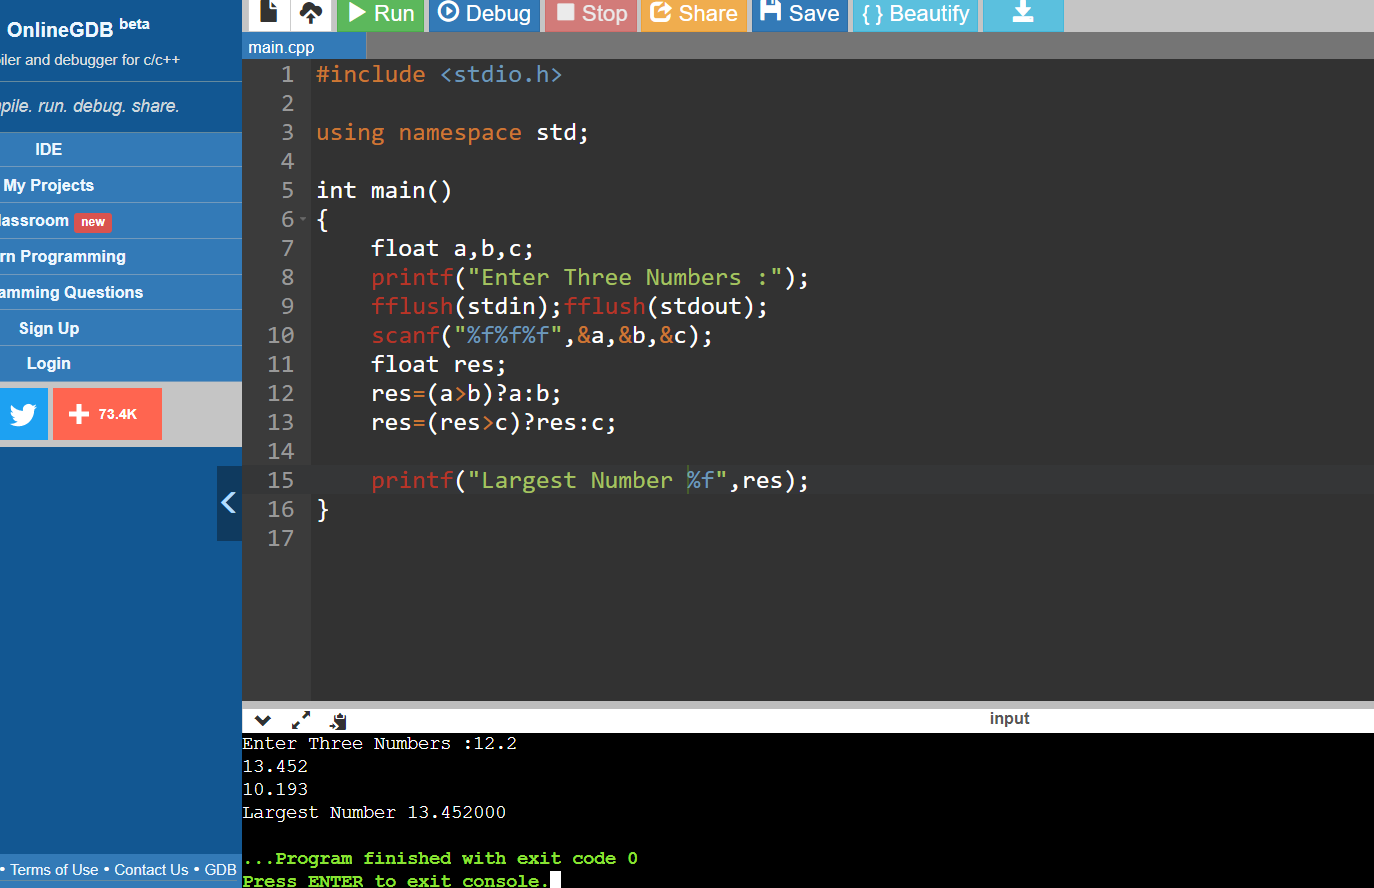 OnlineGDB beta
iler and debugger for c/c++
pile. run. debug. share.
IDE
My Projects
lassroom new
rn Programming
amming Questions
Sign Up
Login
73.4K
• Terms of Use • Contact Us • GDB
Run Debug Stop Share Save { } Beautify
main.cpp
1 #include <stdio.h>
2
3 using namespace std;
4
5 int main()
6 {
7 float a,b,c;
8 printf("Enter Three Numbers :");
9 fflush(stdin);fflush(stdout);
10 scanf("%f%f%f",&a,&b,&c);
11 float res;
12 res=(a>b)?a:b;
13 res=(res>c)?res:c;
14
15 printf("Largest Number %f",res);
16 }
17
input
Enter Three Numbers :12.2
13.452
10.193
Largest Number 13.452000
...Program finished with exit code 0
Press ENTER to exit console.